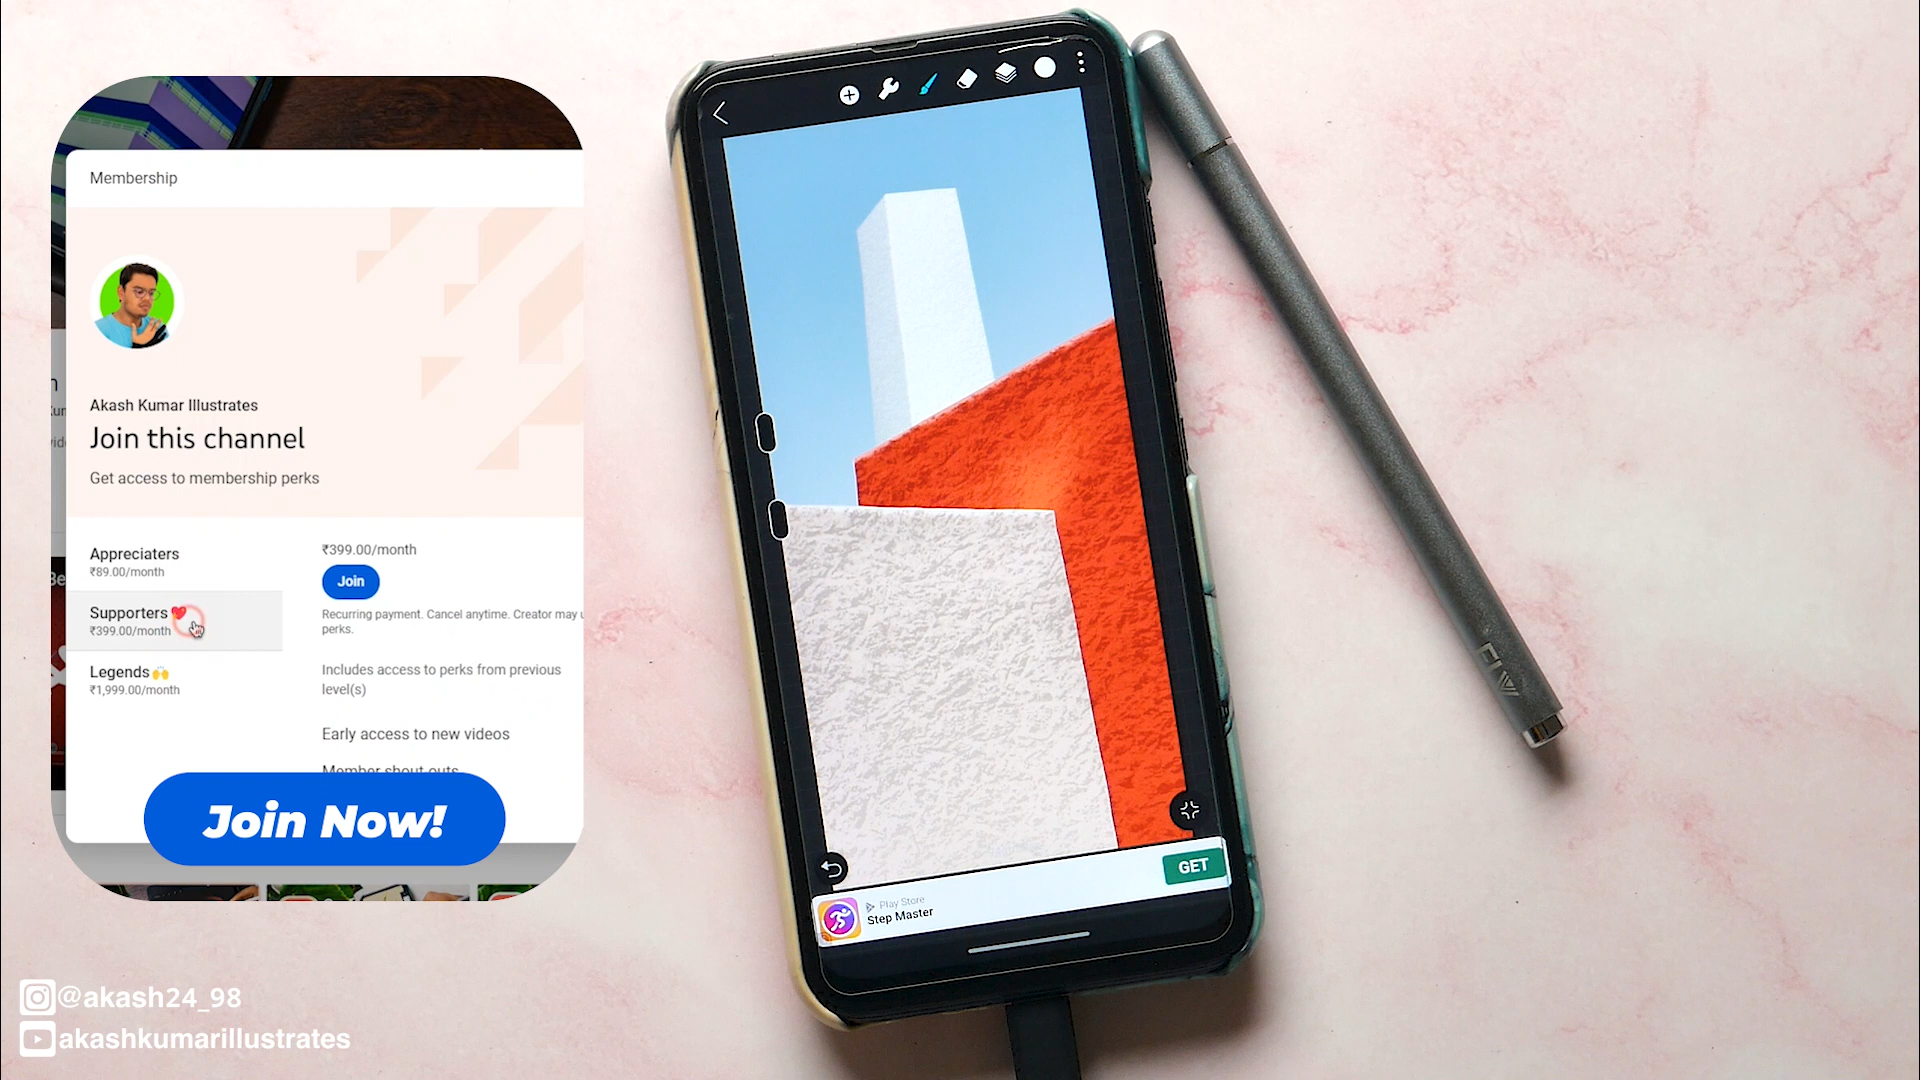 Membership
Akash Kumar Illustrates
Join this channel
Get access to membership perks
Appreciaters
₹89.00/month
Supporters❤️
₹399.00/month
Legends🙌
₹1,999.00/month
₹399.00/month
Join
Recurring payment. Cancel anytime. Creator may
perks.
Includes access to perks from previous
level(s)
Early access to new videos
Member shout-outs
Join Now!
GET
Play Store
Step Master
@akash24_98
akashkumarillustrates